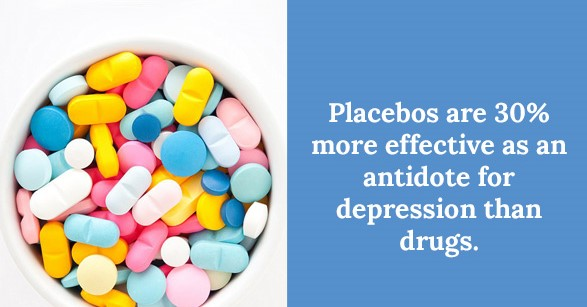 Placebos are 30%
more effective as an
antidote for
depression than
drugs.